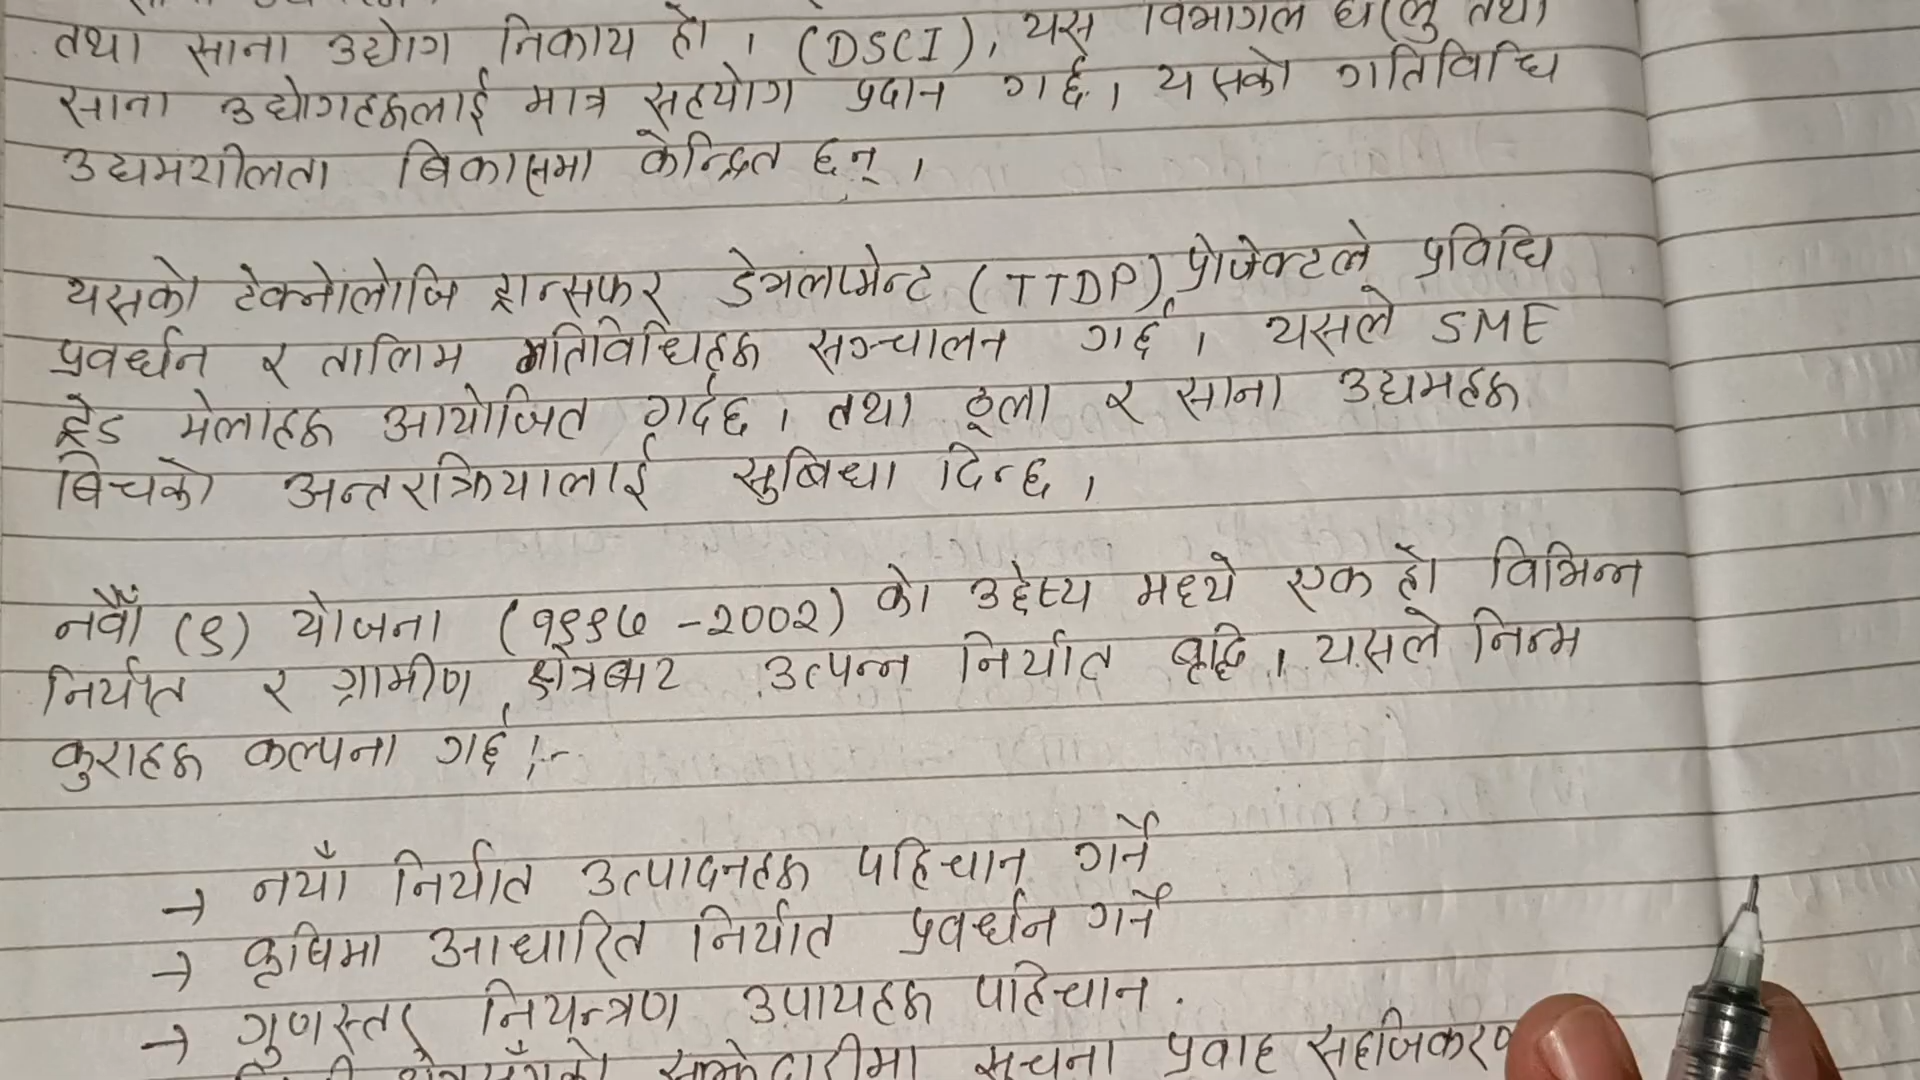 तथा साना उद्योग निकाय हो । (DSCI), यस विभागले घरेलु तथा
साना उद्योगहरूलाई मात्र सहयोग प्रदान गर्छ । यसको गतिविधि
उद्यमशीलता बिकासमा केन्द्रित छन् ।
यसको टेक्नोलोजि ट्रान्सफर डेभलप्मेन्ट (TTDP) प्रोजेक्टले प्रविधि
प्रवर्धन र तालिम गतिविधिहरू सञ्चालन गर्छ । यसले SME
ट्रेड मेलाहरू आयोजित गर्दछ । तथा ठूला र साना उद्यमहरू
बिचको अन्तरक्रियालाई सुबिधा दिन्छ ।
नवौँ (९) योजना (१९९७ -२००२) को उद्देश्य मध्ये एक हो विभिन्न
निर्यात र ग्रामीण क्षेत्रबाट उत्पन्न निर्यात बृद्धि । यसले निन्म
कुराहरू कल्पना गर्छ ।-
→ नयाँ निर्यात उत्पादनहरू पहिचान गर्ने
→ कृषिमा आधारित निर्यात प्रवर्धन गर्ने
→ गुणस्तर नियन्त्रण उपायहरू पहिचान .
साझेदारीमा सूचना प्रवाह सहजिकरण